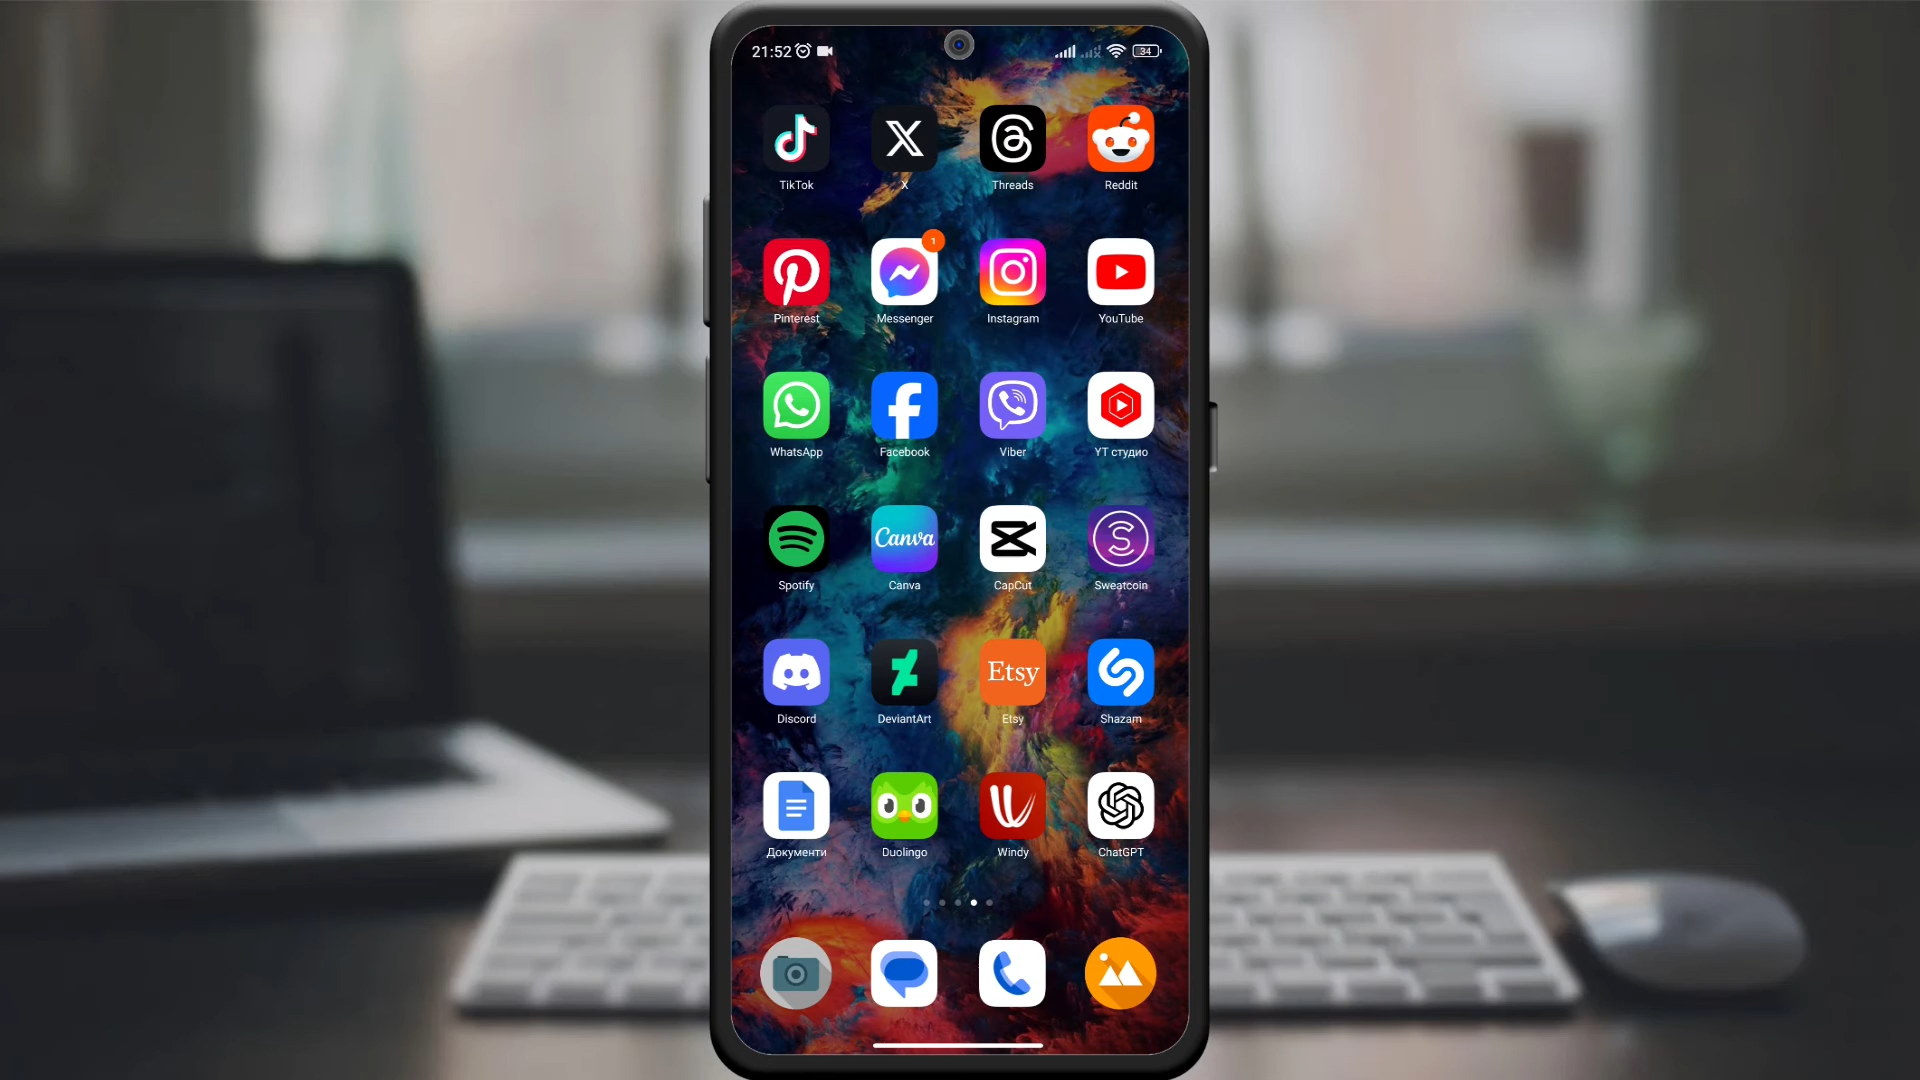 21:52
34
TikTok
X
Threads
Reddit
1
Pinterest
Messenger
Instagram
YouTube
WhatsApp
Facebook
Viber
YT студио
Canva
Spotify
Canva
CapCut
Sweatcoin
Etsy
Discord
DeviantArt
Etsy
Shazam
Документи
Duolingo
Windy
ChatGPT